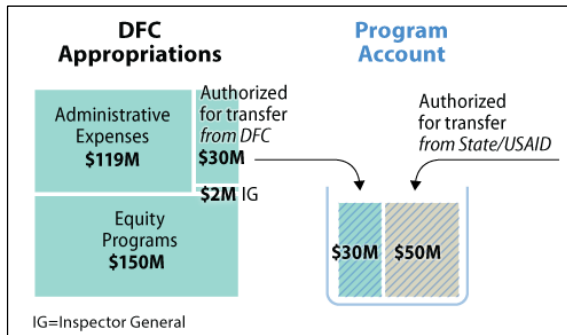 DFC
Appropriations
Program
Account
Administrative
Expenses
$119M
Authorized
for transfer
from DFC
$30M
$2M IG
Equity
Programs
$150M
Authorized
for transfer
from State/USAID
$30M
$50M
IG=Inspector General